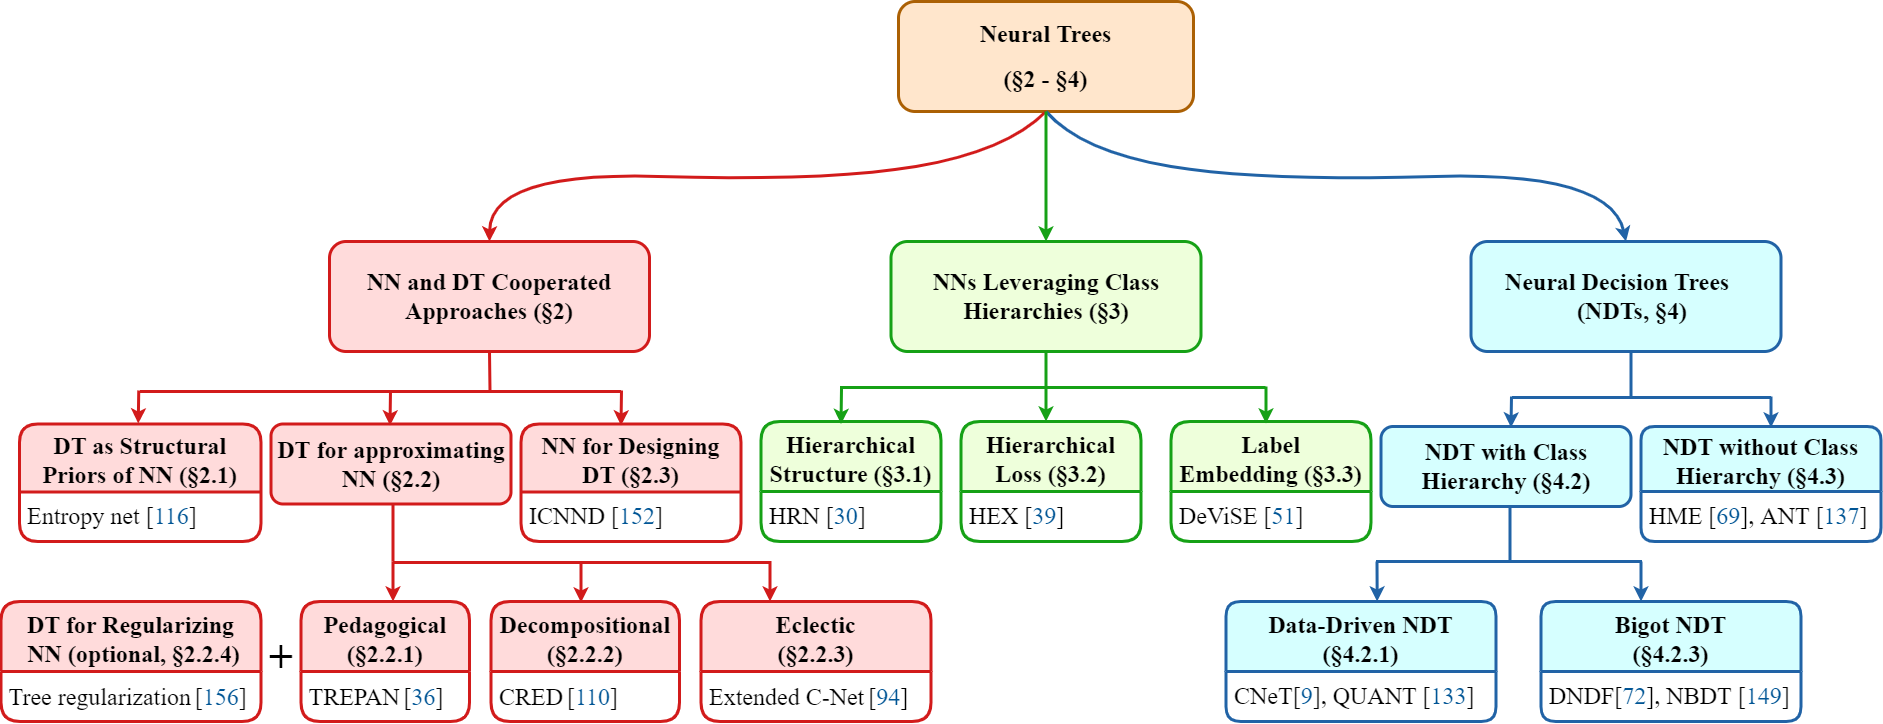 Neural Trees
(§2 - §4)
NN and DT Cooperated
Approaches (§2)
NNs Leveraging Class
Hierarchies (§3)
Neural Decision Trees
(NDTs, §4)
DT as Structural
Priors of NN (§2.1)
Entropy net [116]
DT for approximating
NN (§2.2)
NN for Designing
DT (§2.3)
ICNND [152]
Hierarchical
Structure (§3.1)
HRN [30]
Hierarchical
Loss (§3.2)
HEX [39]
Label
Embedding (§3.3)
DeViSE [51]
NDT with Class
Hierarchy (§4.2)
NDT without Class
Hierarchy (§4.3)
HME [69], ANT [137]
DT for Regularizing
NN (optional, §2.2.4)
Tree regularization [156]
+
Pedagogical
(§2.2.1)
TREPAN [36]
Decompositional
(§2.2.2)
CRED [110]
Eclectic
(§2.2.3)
Extended C-Net [94]
Data-Driven NDT
(§4.2.1)
CNeT[9], QUANT [133]
Bigot NDT
(§4.2.3)
DNDF[72], NBDT [149]